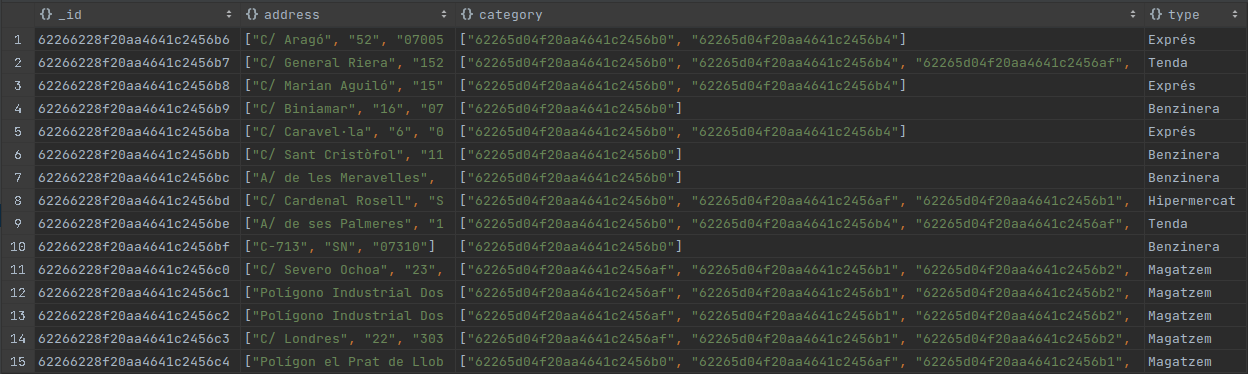 {} _id {} address {} category {} type
1 62266228f20aa4641c2456b6 ["C/ Aragó", "52", "07005 ["62265d04f20aa4641c2456b0", "62265d04f20aa4641c2456b4"] Exprés
2 62266228f20aa4641c2456b7 ["C/ General Riera", "152 ["62265d04f20aa4641c2456b0", "62265d04f20aa4641c2456b4", "62265d04f20aa4641c2456af", Tenda
3 62266228f20aa4641c2456b8 ["C/ Marian Aguiló", "15" ["62265d04f20aa4641c2456b0", "62265d04f20aa4641c2456b4"] Exprés
4 62266228f20aa4641c2456b9 ["C/ Biniamar", "16", "07 ["62265d04f20aa4641c2456b0"] Benzinera
5 62266228f20aa4641c2456ba ["C/ Caravel·la", "6", "0 ["62265d04f20aa4641c2456b0", "62265d04f20aa4641c2456b4"] Exprés
6 62266228f20aa4641c2456bb ["C/ Sant Cristòfol", "11 ["62265d04f20aa4641c2456b0"] Benzinera
7 62266228f20aa4641c2456bc ["A/ de les Meravelles", ["62265d04f20aa4641c2456b0"] Benzinera
8 62266228f20aa4641c2456bd ["C/ Cardenal Rosell", "S ["62265d04f20aa4641c2456b0", "62265d04f20aa4641c2456af", "62265d04f20aa4641c2456b1", Hipermercat
9 62266228f20aa4641c2456be ["A/ de ses Palmeres", "1 ["62265d04f20aa4641c2456b0", "62265d04f20aa4641c2456b4", "62265d04f20aa4641c2456af", Tenda
10 62266228f20aa4641c2456bf ["C-713", "SN", "07310"] ["62265d04f20aa4641c2456b0"] Benzinera
11 62266228f20aa4641c2456c0 ["C/ Severo Ochoa", "23", ["62265d04f20aa4641c2456af", "62265d04f20aa4641c2456b1", "62265d04f20aa4641c2456b2", Magatzem
12 62266228f20aa4641c2456c1 ["Polígono Industrial Dos ["62265d04f20aa4641c2456af", "62265d04f20aa4641c2456b1", "62265d04f20aa4641c2456b2", Magatzem
13 62266228f20aa4641c2456c2 ["Polígono Industrial Dos ["62265d04f20aa4641c2456af", "62265d04f20aa4641c2456b1", "62265d04f20aa4641c2456b2", Magatzem
14 62266228f20aa4641c2456c3 ["C/ Londres", "22", "303 ["62265d04f20aa4641c2456af", "62265d04f20aa4641c2456b1", "62265d04f20aa4641c2456b2", Magatzem
15 62266228f20aa4641c2456c4 ["Polígon el Prat de Llob ["62265d04f20aa4641c2456b0", "62265d04f20aa4641c2456af", "62265d04f20aa4641c2456b1", Magatzem